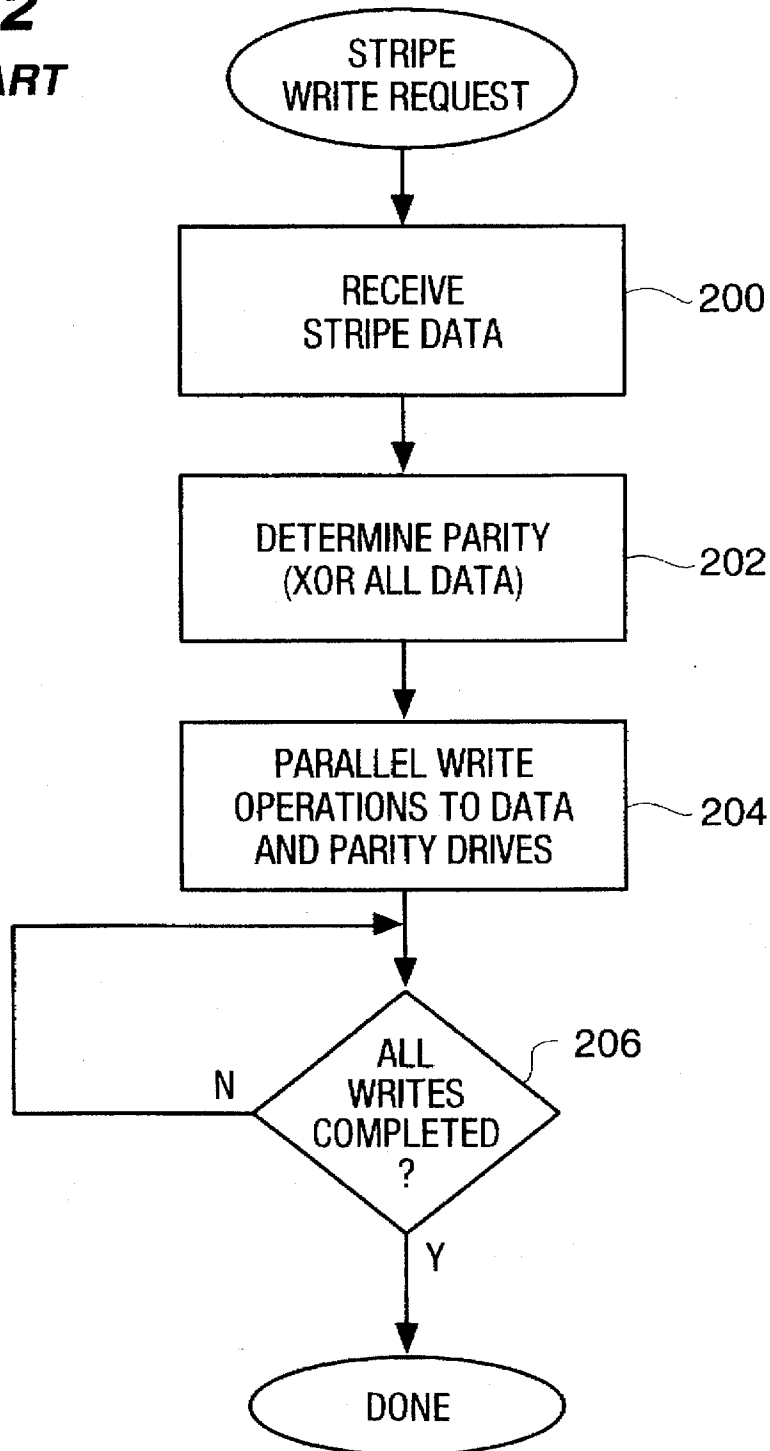 2
ART
STRIPE
WRITE REQUEST
RECEIVE
STRIPE DATA
200
DETERMINE PARITY
(XOR ALL DATA)
202
PARALLEL WRITE
OPERATIONS TO DATA
AND PARITY DRIVES
204
ALL
WRITES
COMPLETED
?
206
N
Y
DONE